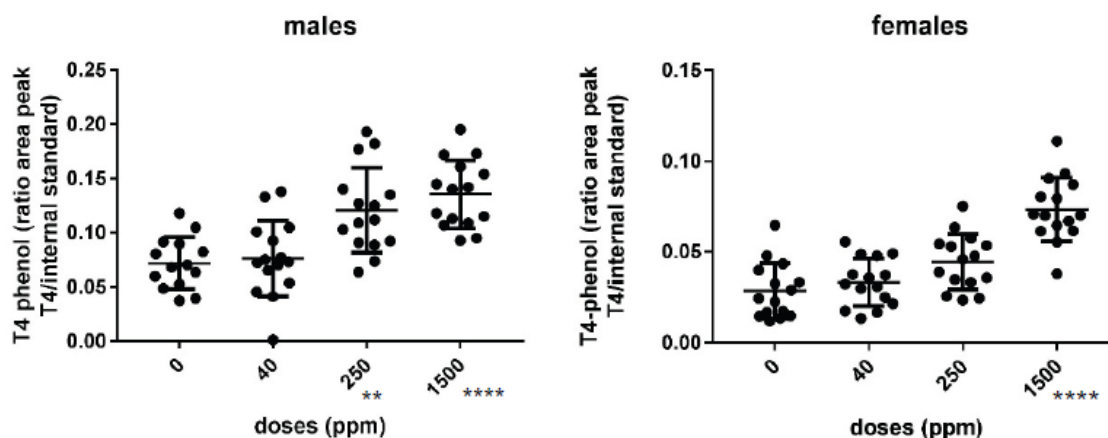 males
T4 phenol (ratio area peak
T4/internal standard)
0.25
0.20
0.15
0.10
0.05
0.00
0
40
250
1500
**
****
doses (ppm)
females
T4-phenol (ratio area peak
T4/internal standard)
0.15
0.10
0.05
0.00
0
40
250
1500
****
doses (ppm)